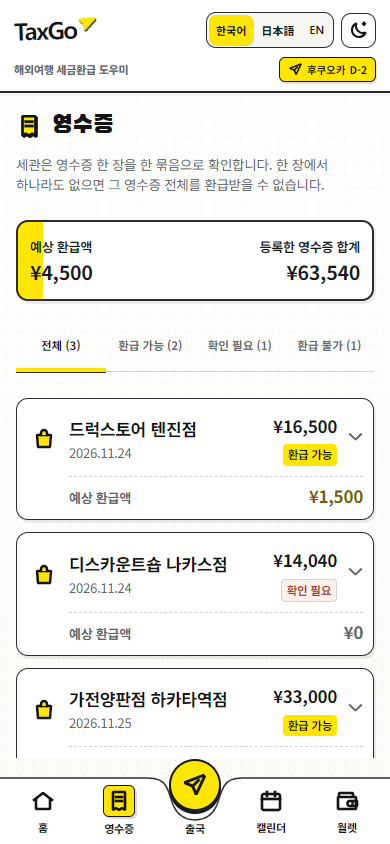 TaxGo
한국어 日本語 EN
해외여행 세금환급 도우미
후쿠오카 D-2
영수증
세관은 영수증 한 장을 한 묶음으로 확인합니다. 한 장에서
하나라도 없으면 그 영수증 전체를 환급받을 수 없습니다.
예상 환급액
¥4,500
등록한 영수증 합계
¥63,540
전체 (3) 환급 가능 (2) 확인 필요 (1) 환급 불가 (1)
드럭스토어 텐진점
2026.11.24
¥16,500
환급 가능
예상 환급액 ¥1,500
디스카운트숍 나카스점
2026.11.24
¥14,040
확인 필요
예상 환급액 ¥0
가전양판점 하카타역점
2026.11.25
¥33,000
환급 가능
홈 영수증 출국 캘린더 월렛